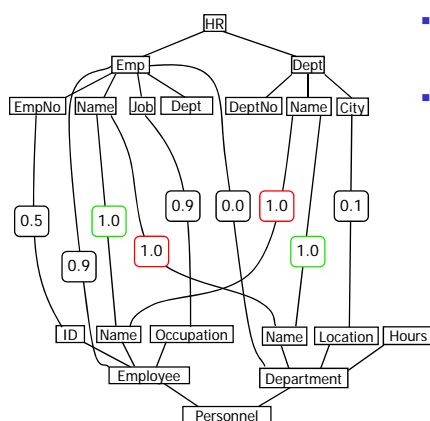 HR
Emp Dept
EmpNo Name Job Dept DeptNo Name City
0.5 1.0 0.9 0.0 1.0 0.1
0.9 1.0 1.0
ID Name Occupation Name Location Hours
Employee Department
Personnel